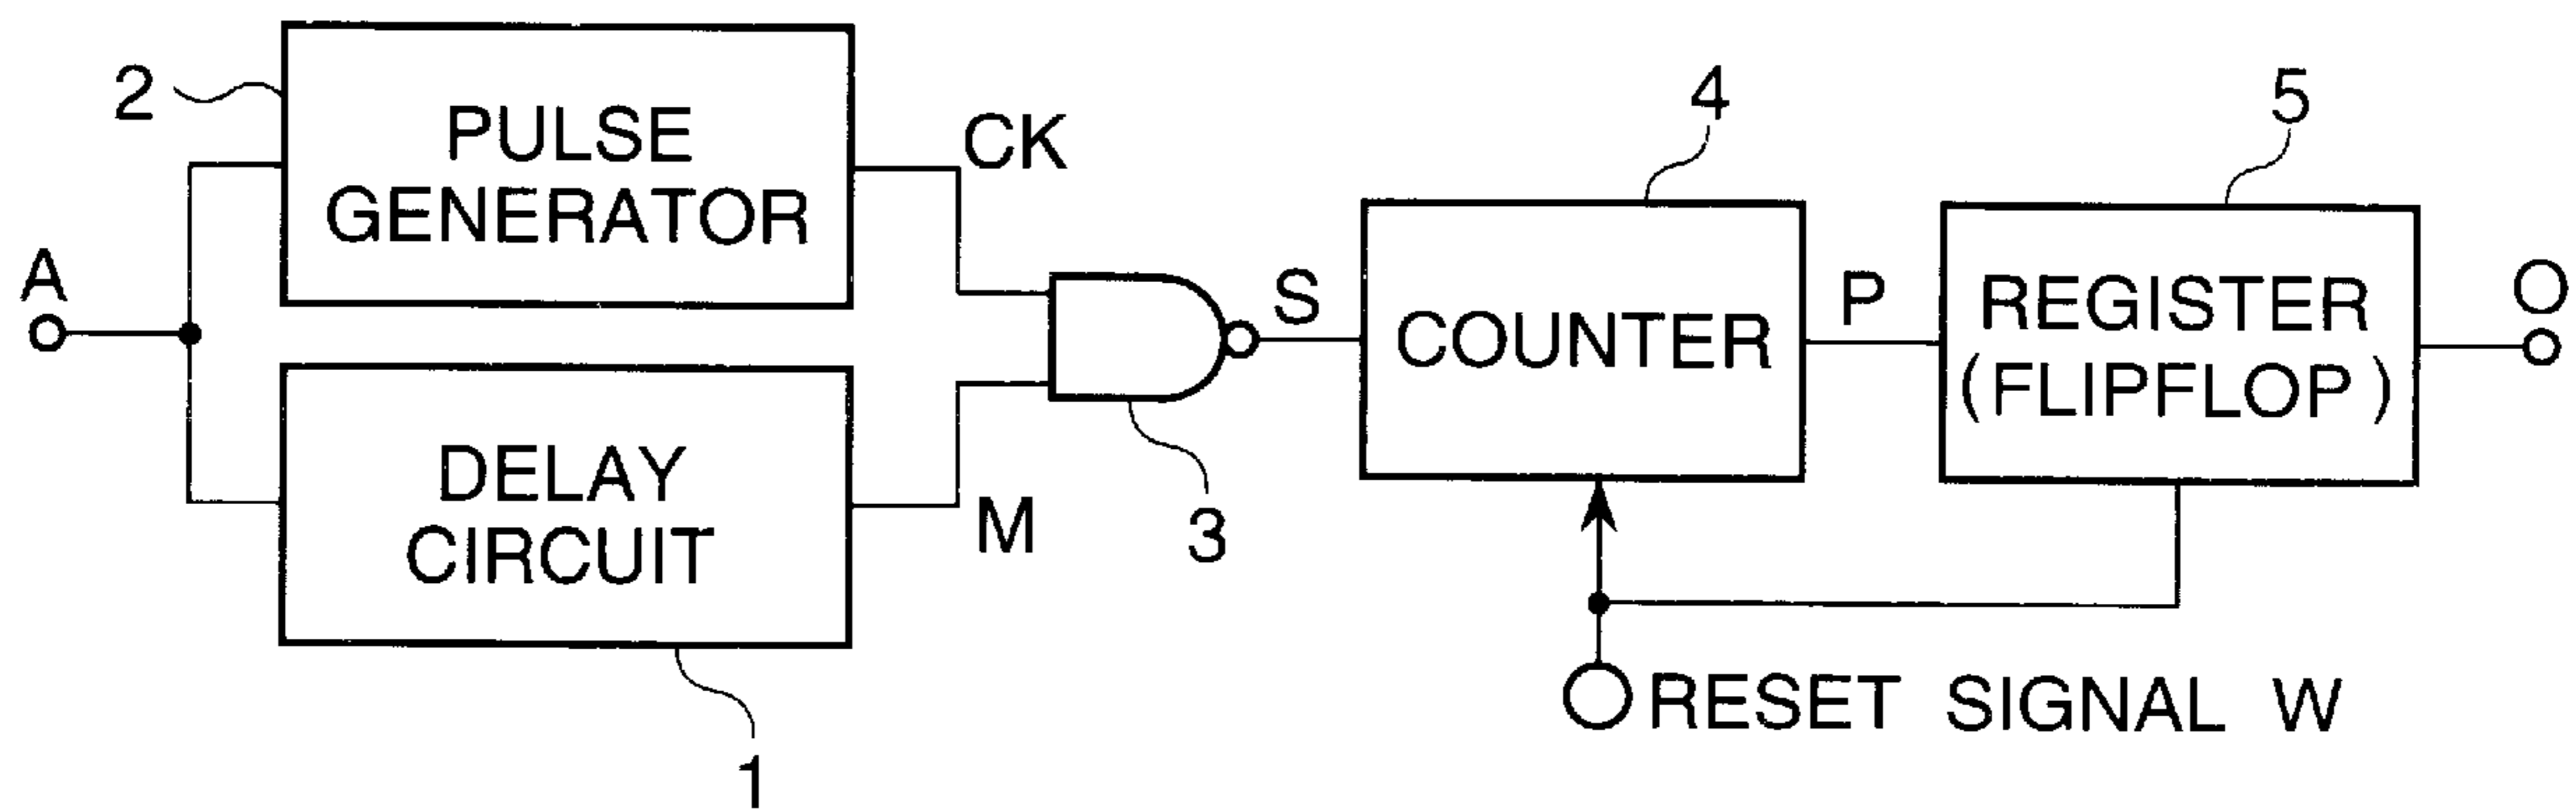 2
PULSE
GENERATOR
CK
A
DELAY
CIRCUIT
M
1
3
S
4
COUNTER
P
5
REGISTER
(FLIPFLOP)
O
RESET SIGNAL W